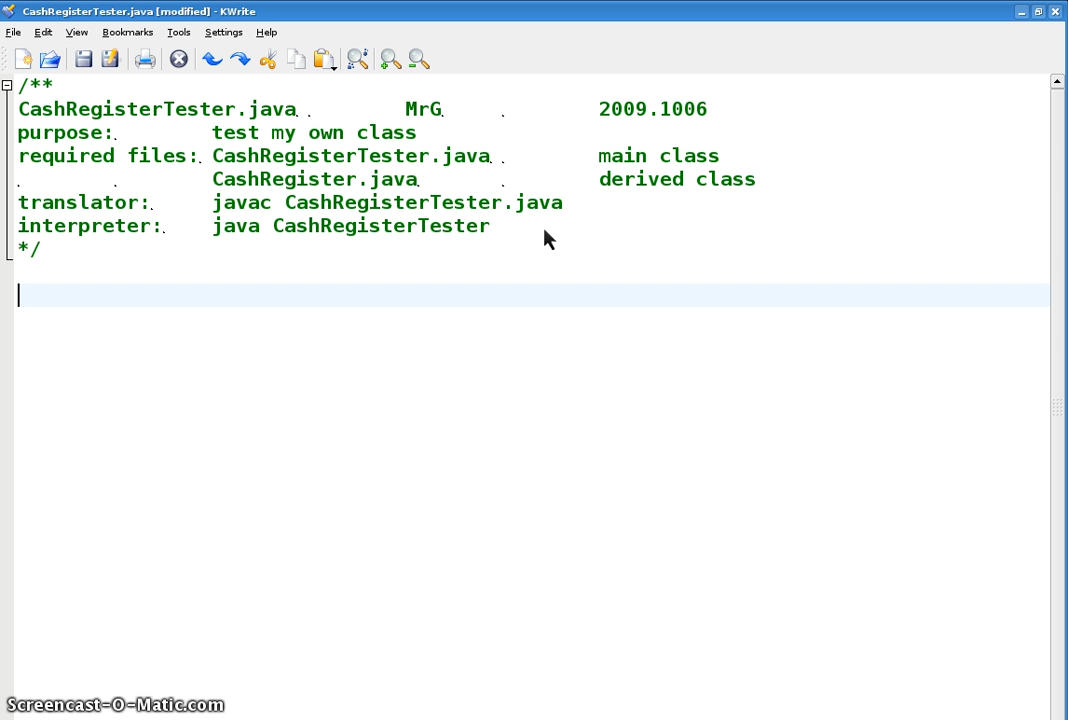 CashRegisterTester.java [modified] - KWrite
File Edit View Bookmarks Tools Settings Help
/**
CashRegisterTester.java MrG 2009.1006
purpose: test my own class
required files: CashRegisterTester.java main class
CashRegister.java derived class
translator: javac CashRegisterTester.java
interpreter: java CashRegisterTester
*/
Screencast-O-Matic.com